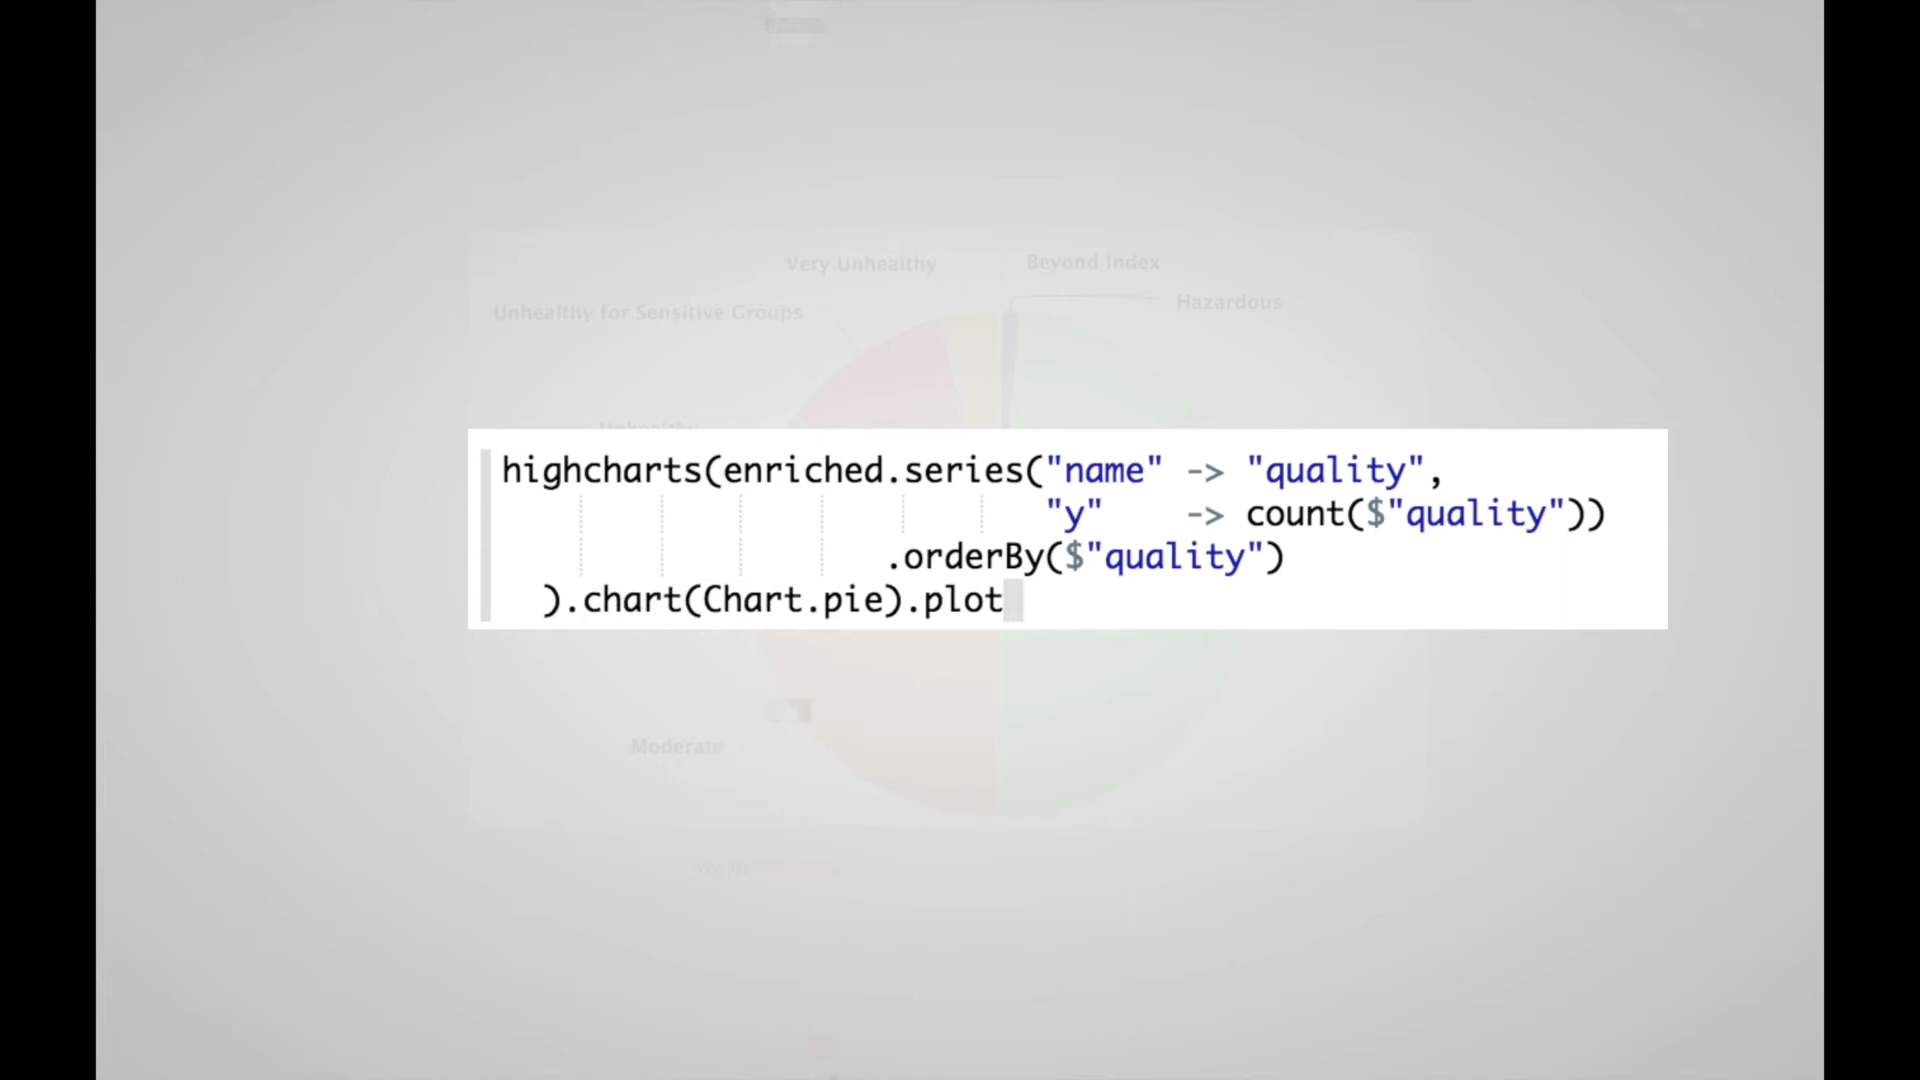 Very Unhealthy
Beyond Index
Unhealthy for Sensitive Groups
Hazardous
highcharts(enriched.series("name" -> "quality",
"y" -> count($"quality"))
.orderBy($"quality")
).chart(Chart.pie).plot
Moderate